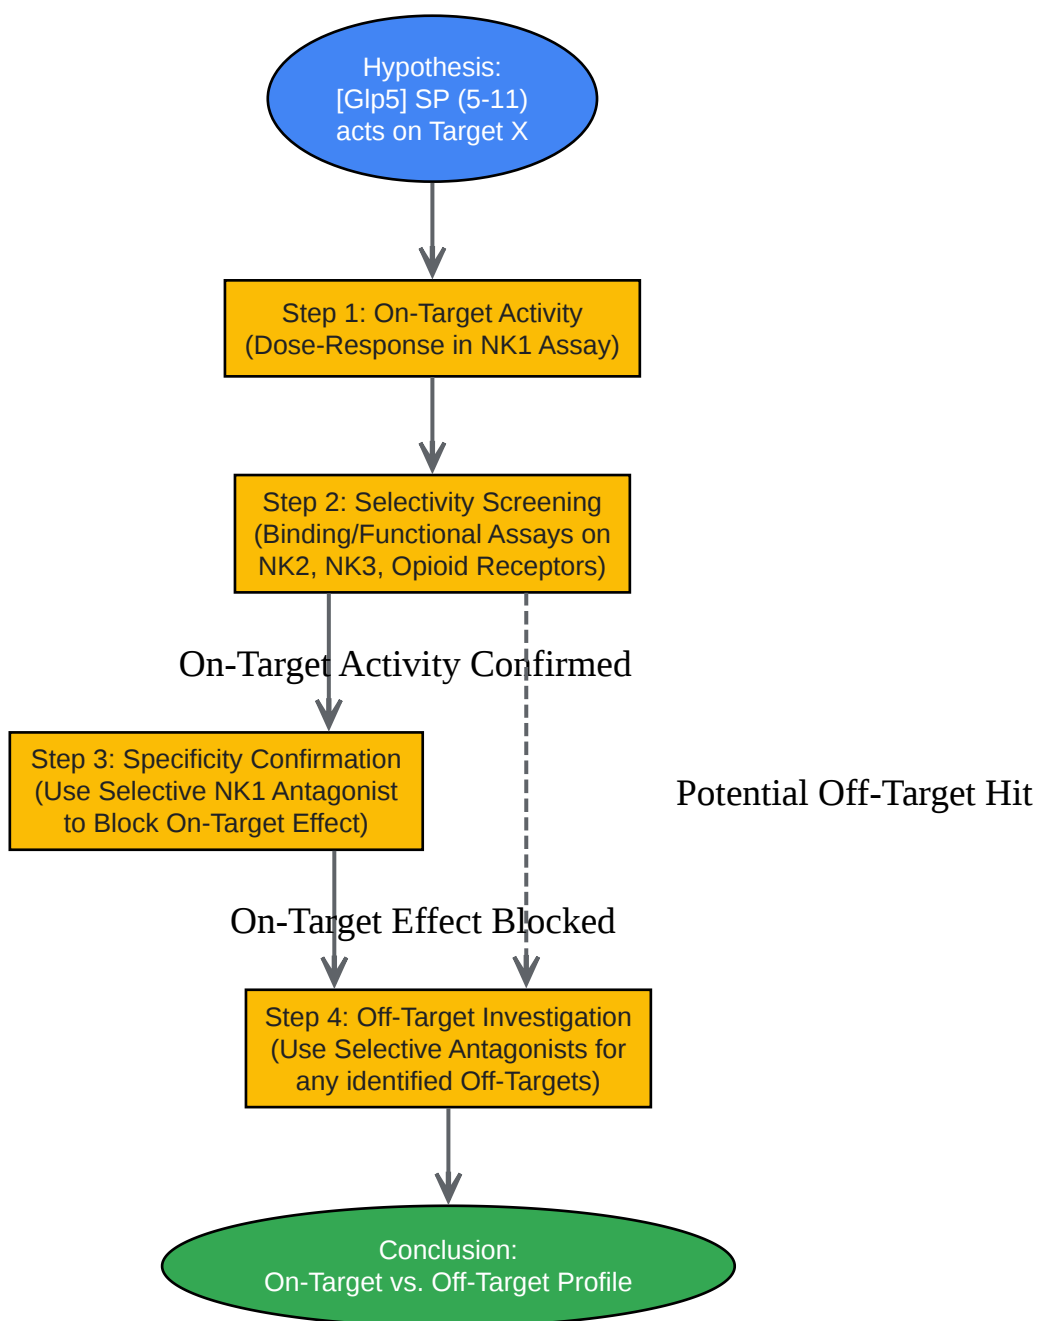 Hypothesis:
[Glp5] SP (5-11)
acts on Target X
Step 1: On-Target Activity
(Dose-Response in NK1 Assay)
Step 2: Selectivity Screening
(Binding/Functional Assays on
NK2, NK3, Opioid Receptors)
On-Target Activity Confirmed
Step 3: Specificity Confirmation
(Use Selective NK1 Antagonist
to Block On-Target Effect)
Potential Off-Target Hit
On-Target Effect Blocked
Step 4: Off-Target Investigation
(Use Selective Antagonists for
any identified Off-Targets)
Conclusion:
On-Target vs. Off-Target Profile